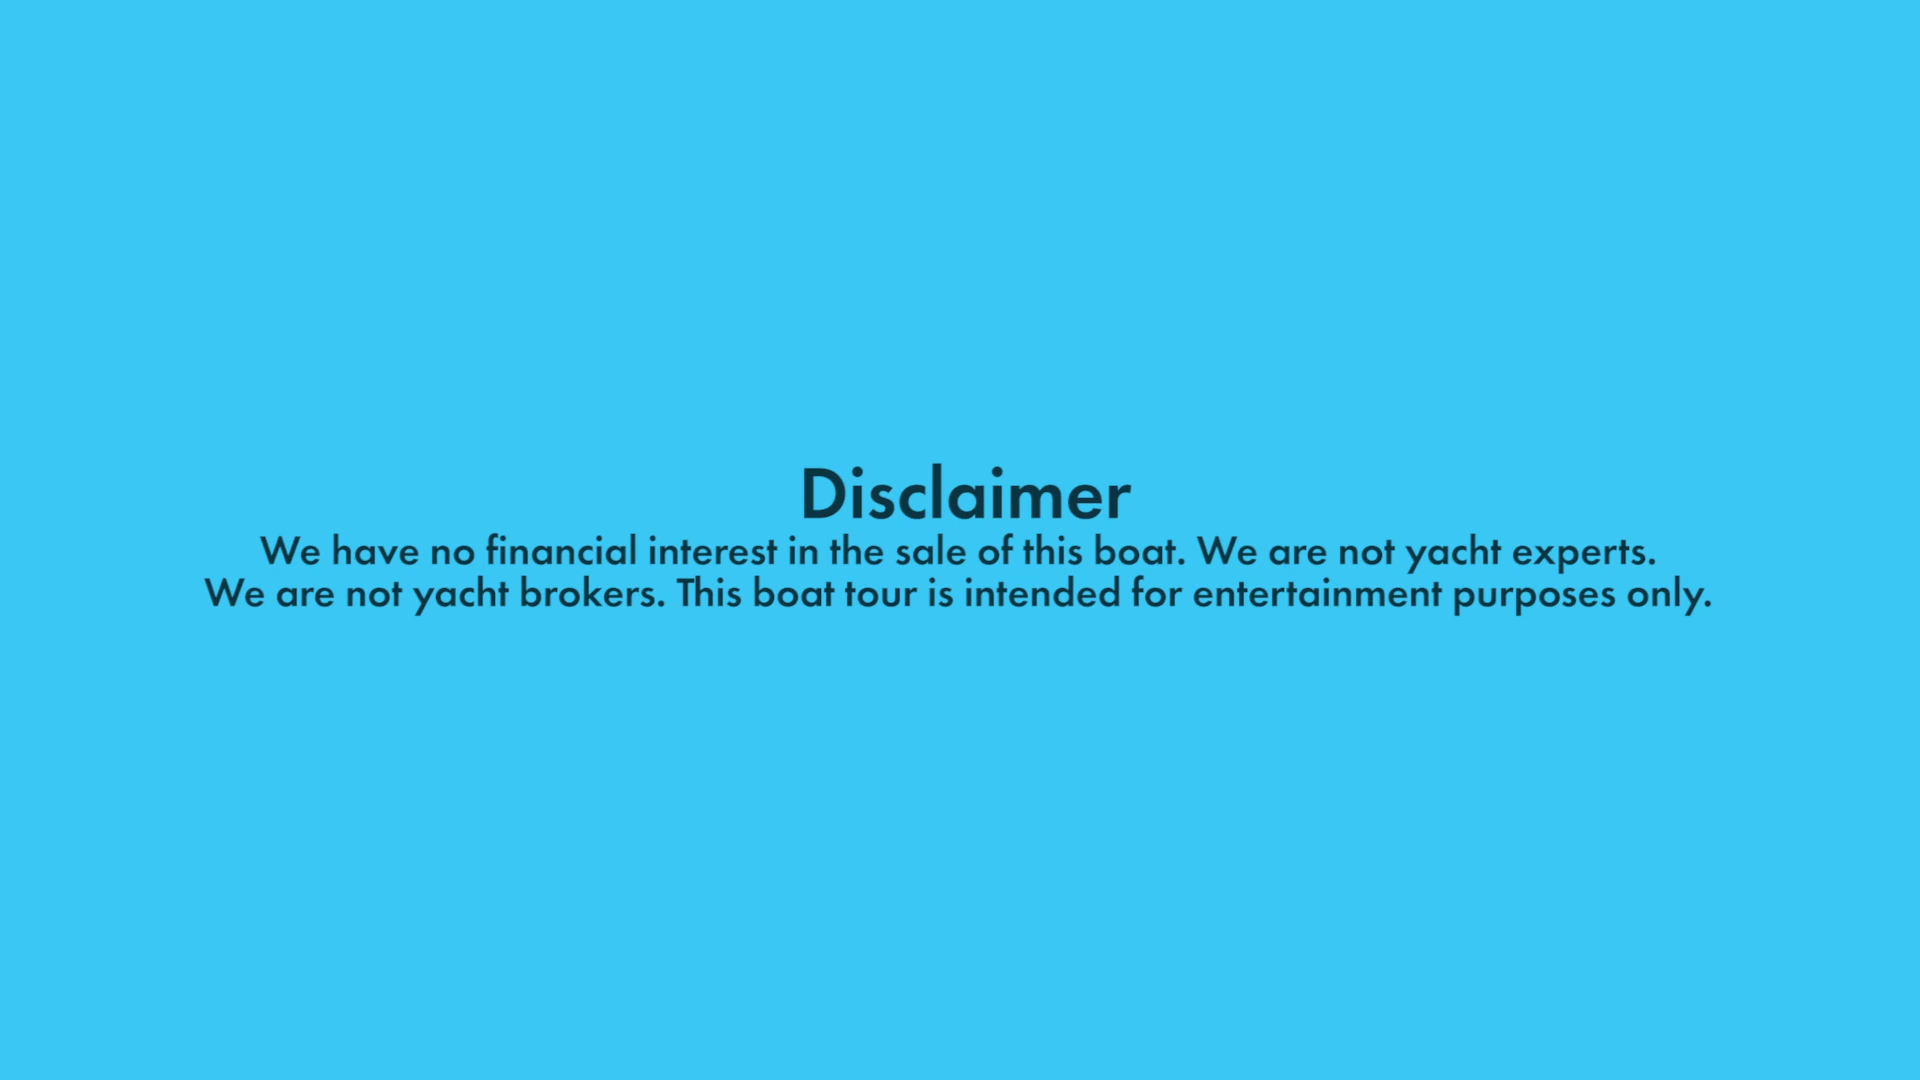 Disclaimer
We have no financial interest in the sale of this boat. We are not yacht experts.
We are not yacht brokers. This boat tour is intended for entertainment purposes only.